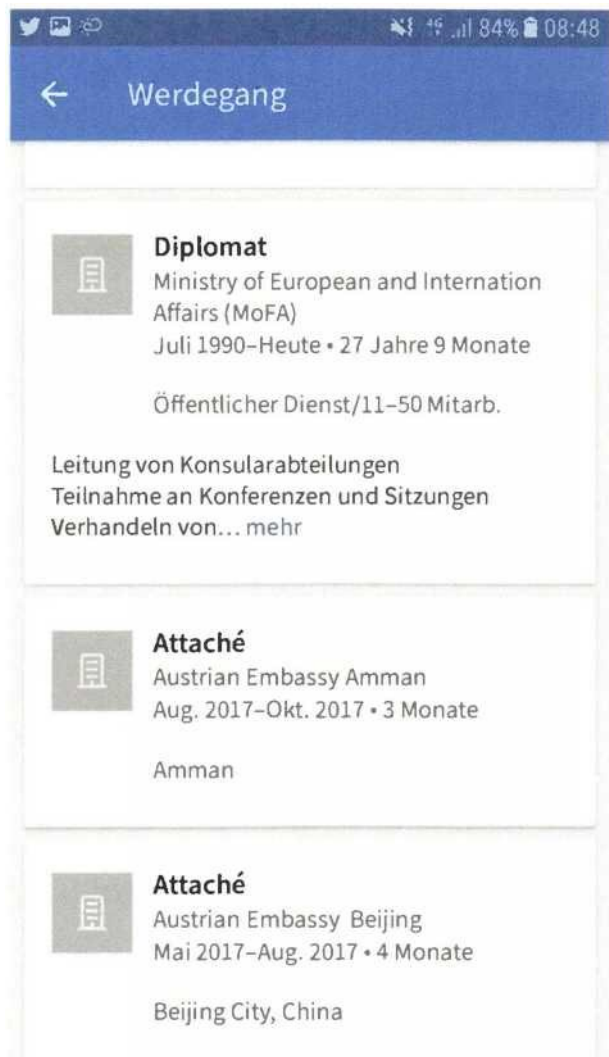 84% 08:48
Werdegang
Diplomat
Ministry of European and Internation
Affairs (MoFA)
Juli 1990–Heute • 27 Jahre 9 Monate
Öffentlicher Dienst/11–50 Mitarb.
Leitung von Konsularabteilungen
Teilnahme an Konferenzen und Sitzungen
Verhandeln von... mehr
Attaché
Austrian Embassy Amman
Aug. 2017–Okt. 2017 • 3 Monate
Amman
Attaché
Austrian Embassy Beijing
Mai 2017–Aug. 2017 • 4 Monate
Beijing City, China